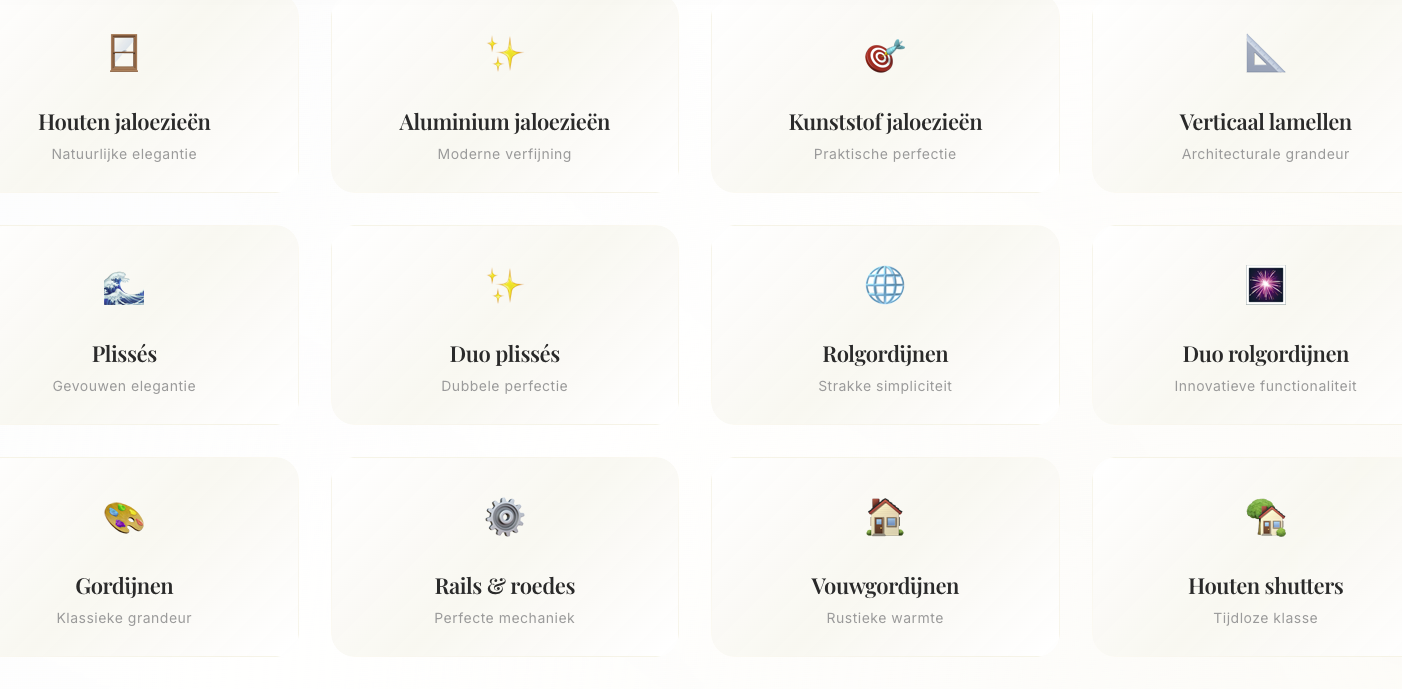 Houten jaloezieën
Natuurlijke elegantie
Aluminium jaloezieën
Moderne verfijning
Kunststof jaloezieën
Praktische perfectie
Verticaal lamellen
Architecturale grandeur
Plissés
Gevouwen elegantie
Duo plissés
Dubbele perfectie
Rolgordijnen
Strakke simpliciteit
Duo rolgordijnen
Innovatieve functionaliteit
Gordijnen
Klassieke grandeur
Rails & roedes
Perfecte mechaniek
Vouwgordijnen
Rustieke warmte
Houten shutters
Tijdloze klasse